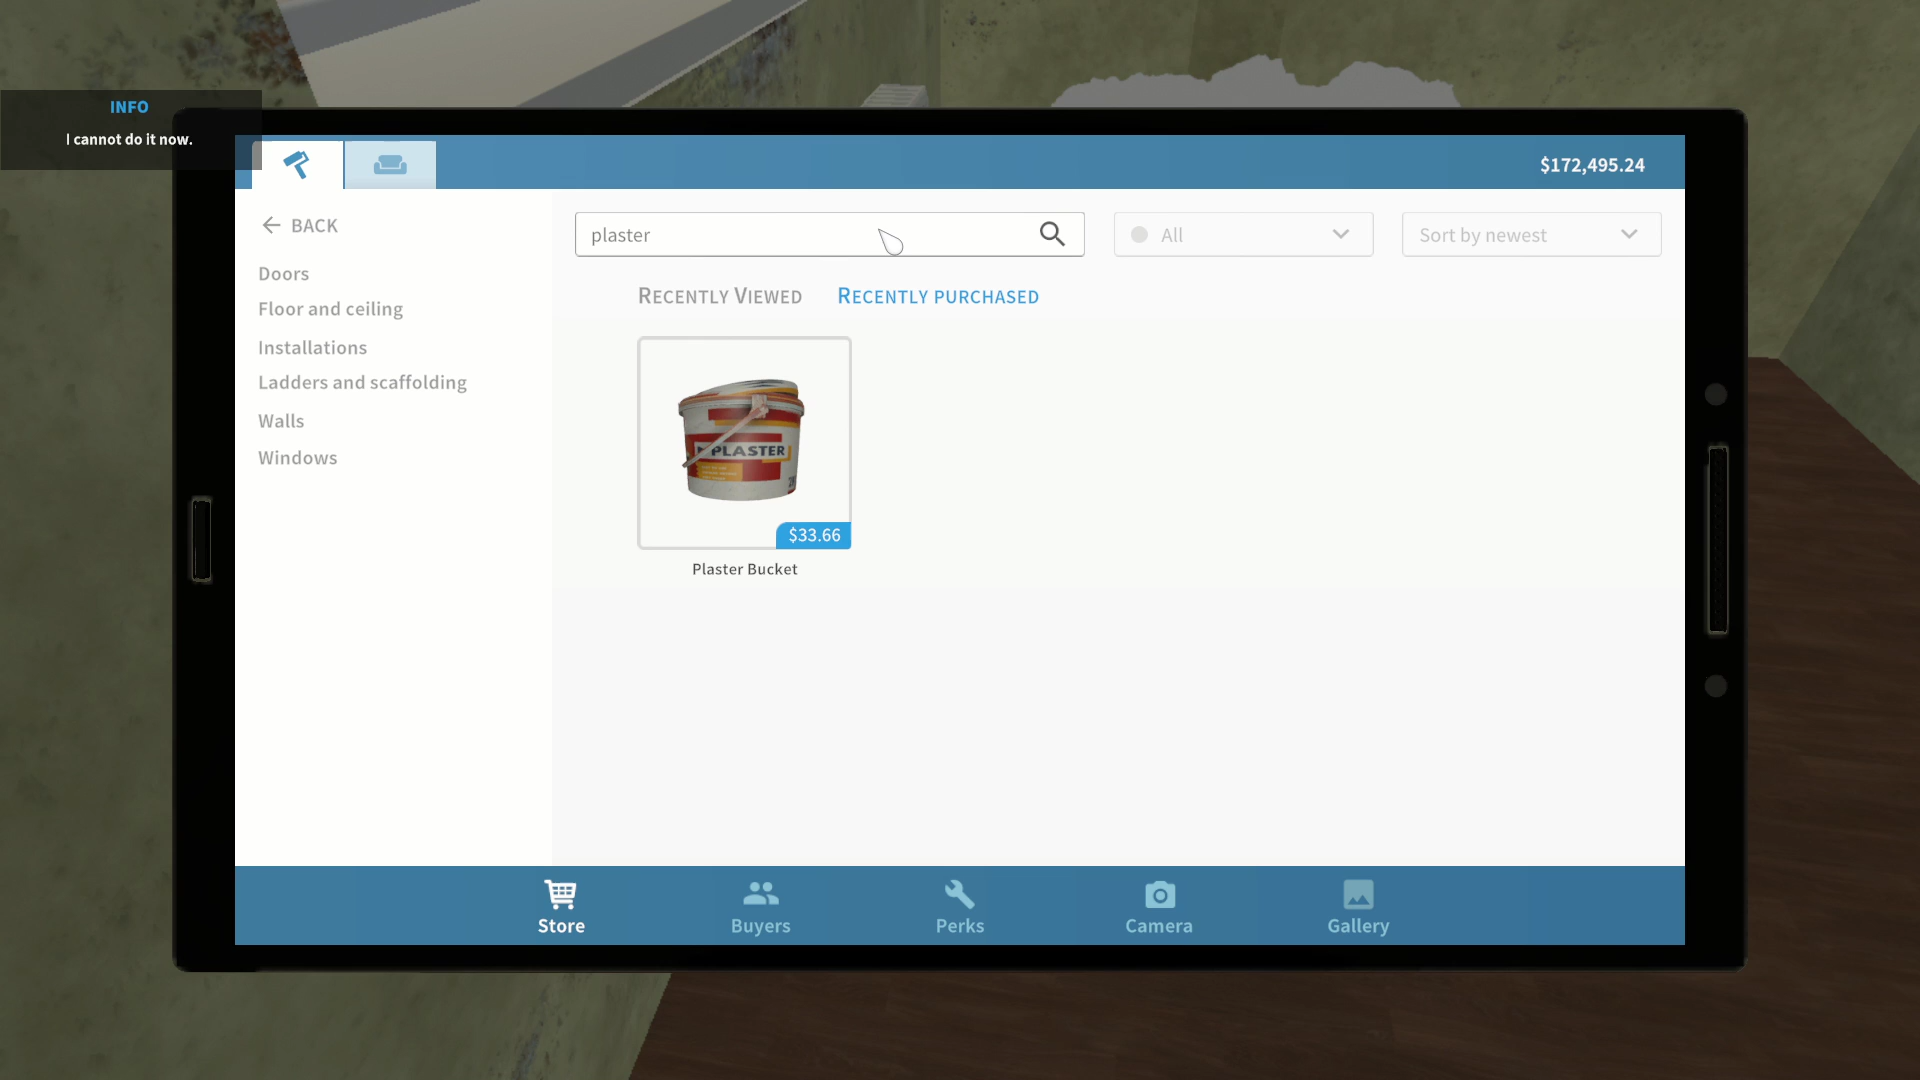 INFO
I cannot do it now.
$172,495.24
BACK
plaster
All
Sort by newest
Doors
Floor and ceiling
Installations
Ladders and scaffolding
Walls
Windows
RECENTLY VIEWED
RECENTLY PURCHASED
PLASTER
$33.66
Plaster Bucket
Store
Buyers
Perks
Camera
Gallery